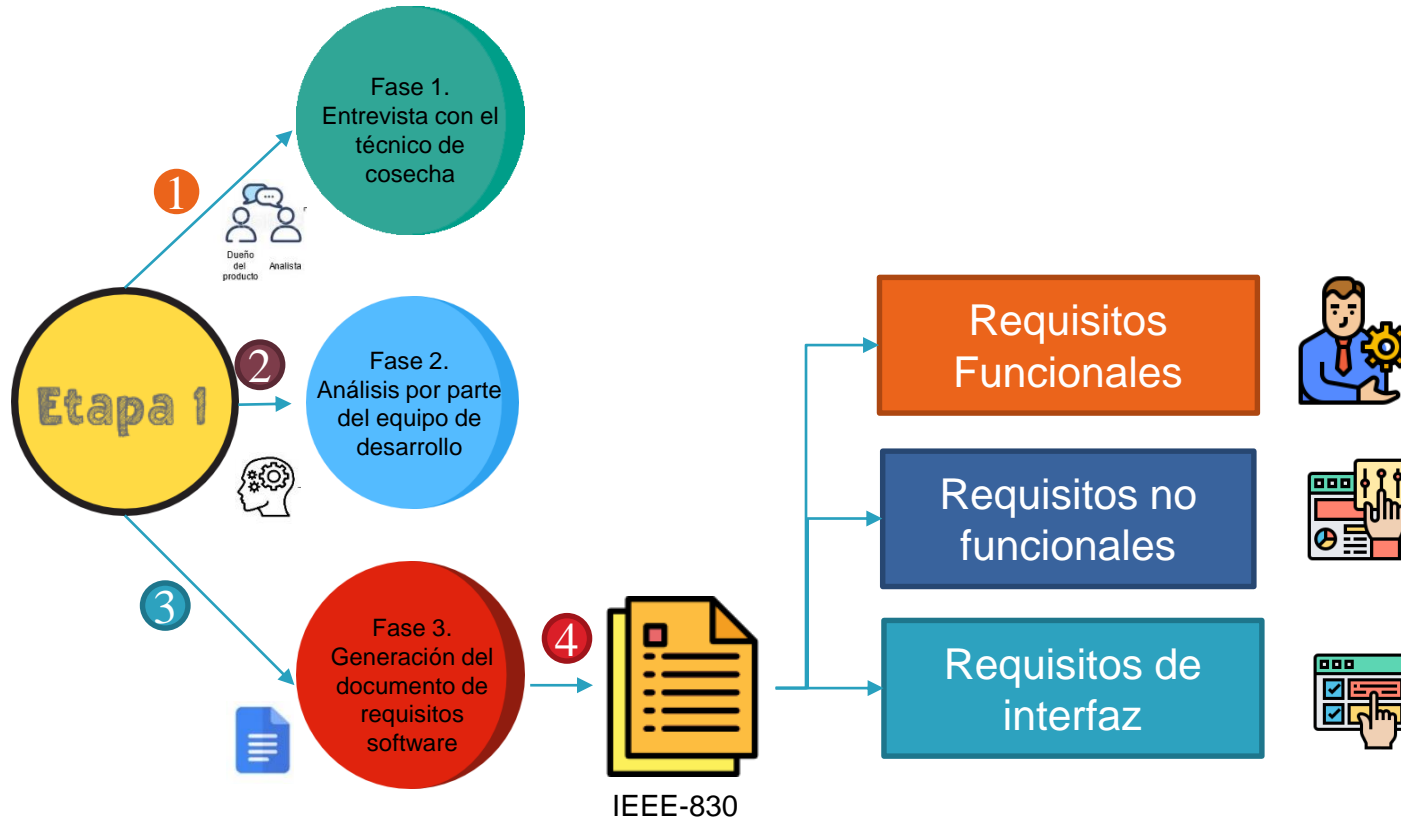 Fase 1.
Entrevista con el
técnico de
cosecha
1
Dueño
del
producto
Analista
Etapa 1
2
Fase 2.
Análisis por parte
del equipo de
desarrollo
3
Fase 3.
Generación del
documento de
requisitos
software
4
IEEE-830
Requisitos
Funcionales
Requisitos no
funcionales
Requisitos de
interfaz